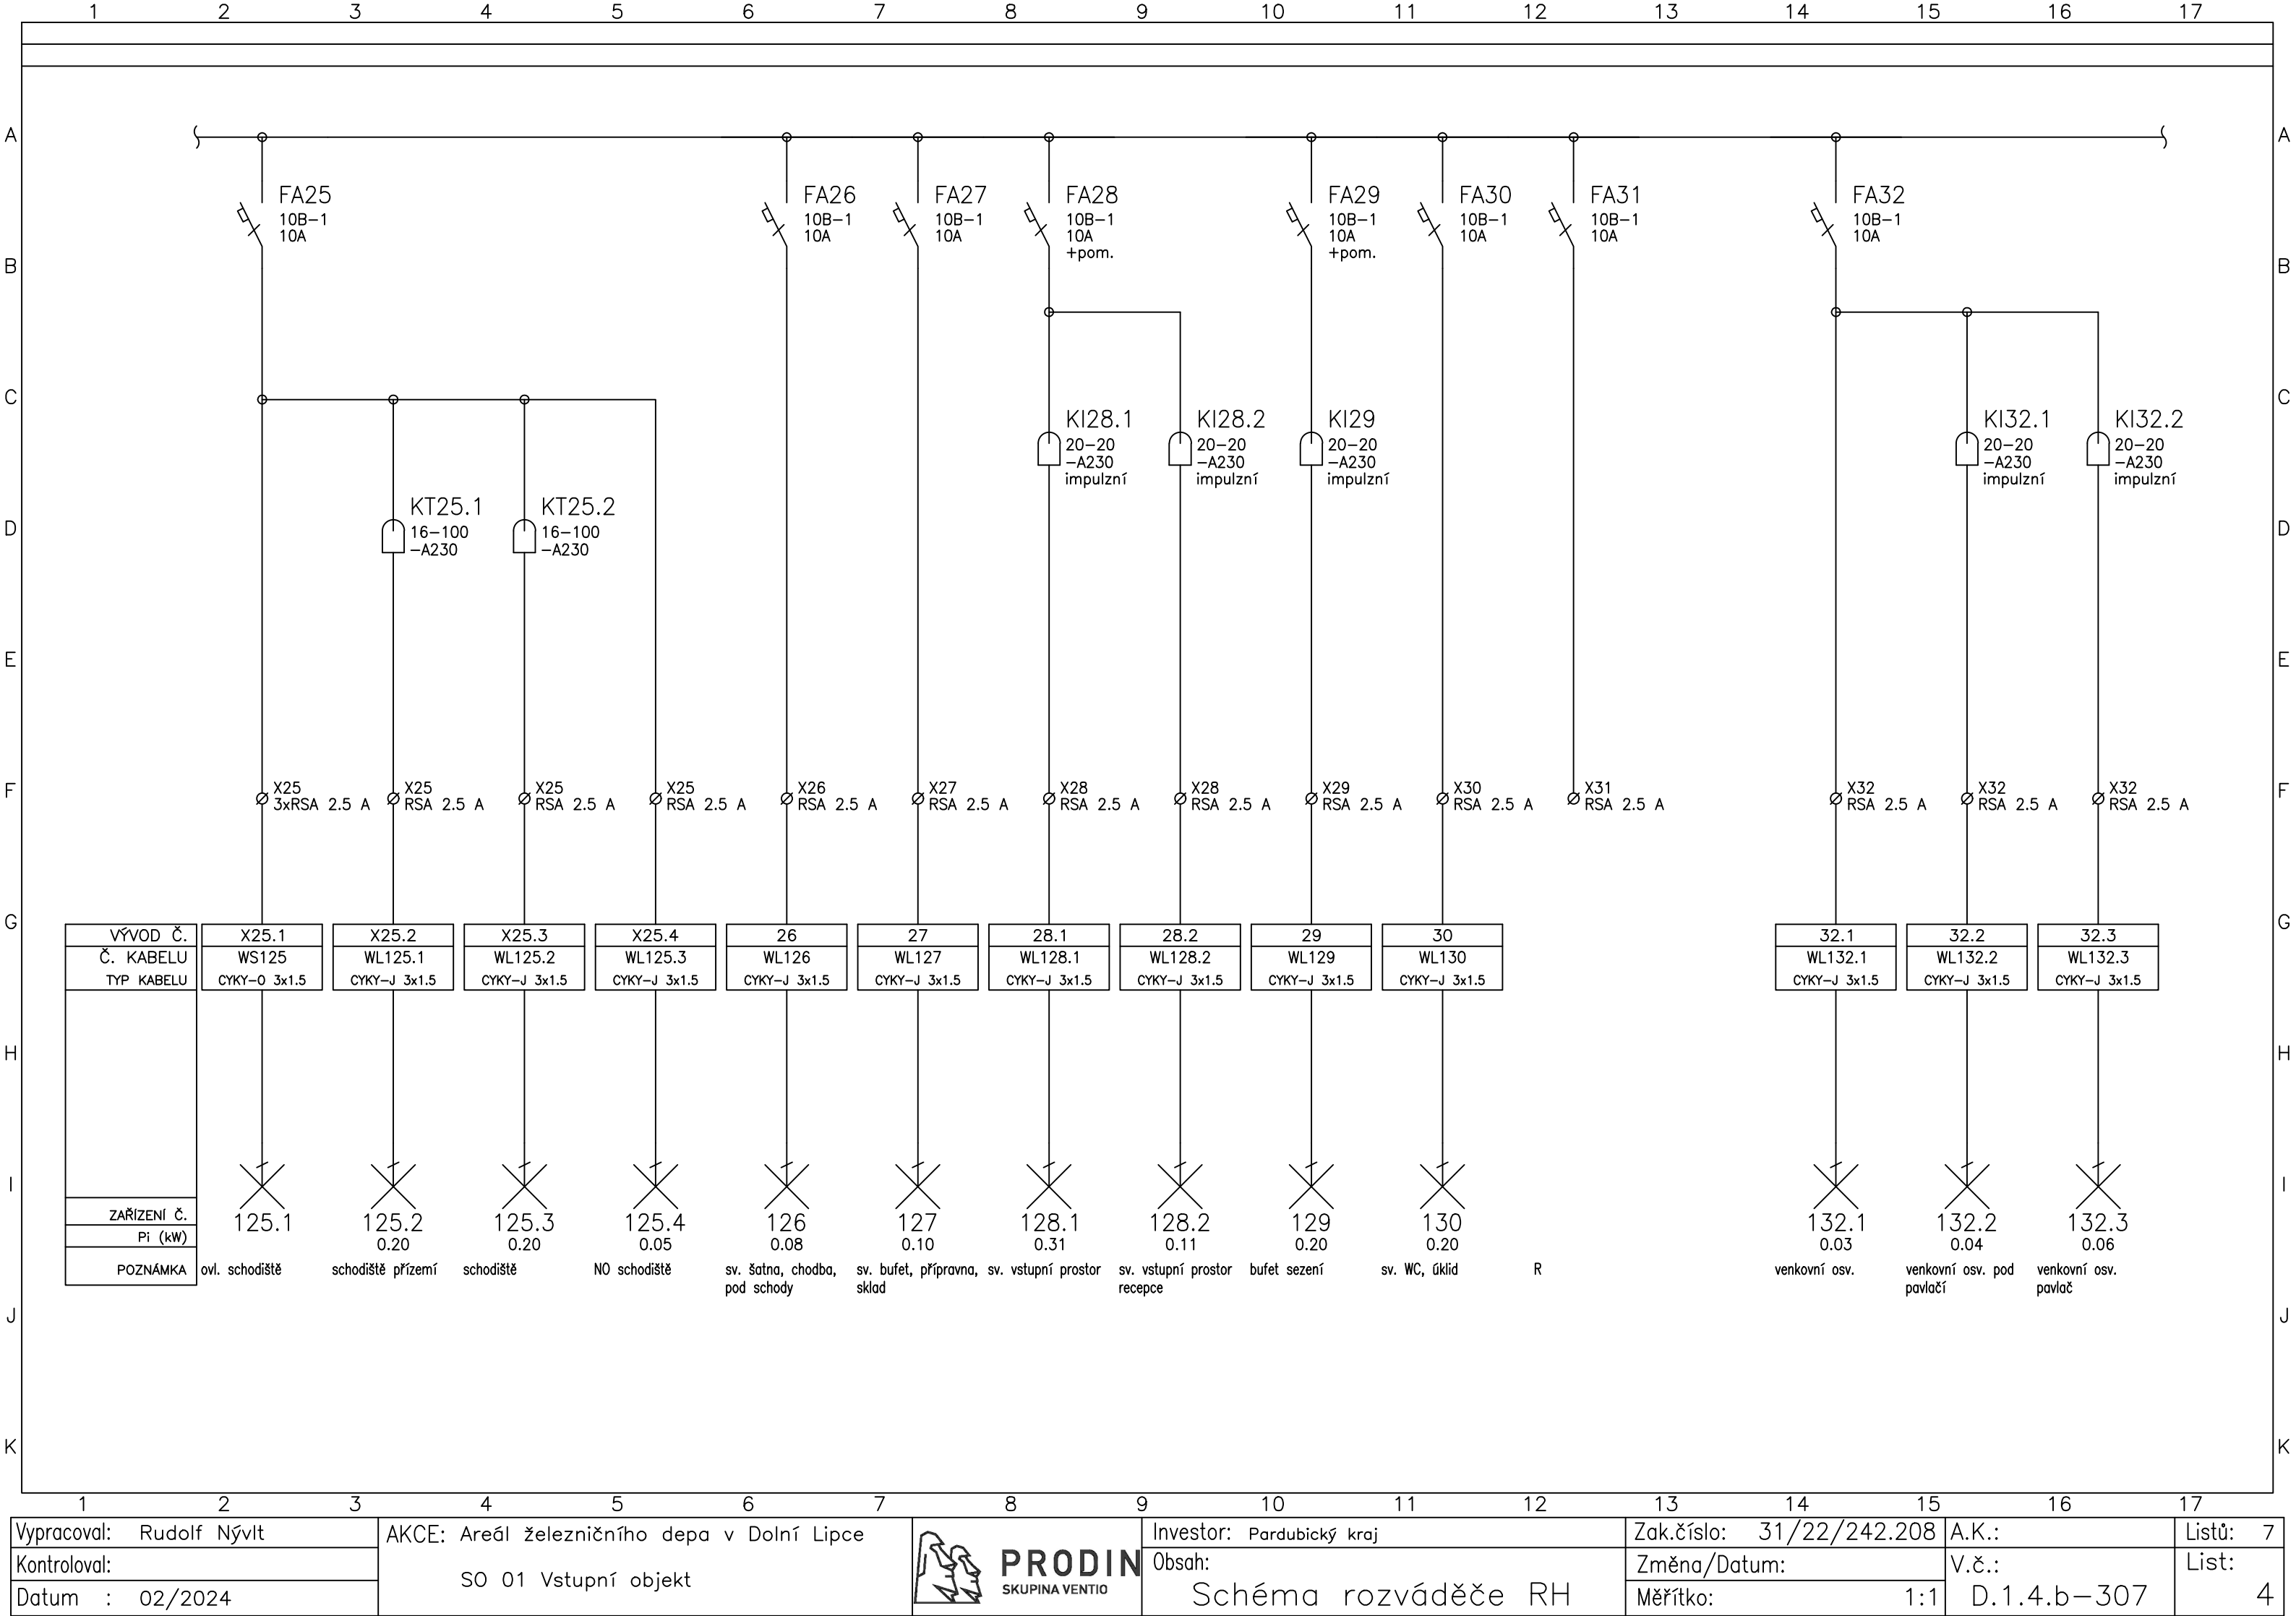 1 2 3 4 5 6 7 8 9 10 11 12 13 14 15 16 17
A A
FA25 FA26 FA27 FA28 FA29 FA30 FA31 FA32
10B-1 10B-1 10B-1 10B-1 10B-1 10B-1 10B-1 10B-1
10A 10A 10A 10A 10A 10A 10A 10A
+pom. +pom.
B B
C C
KI28.1 KI28.2 KI29 KI32.1 KI32.2
20-20 20-20 20-20 20-20 20-20
-A230 -A230 -A230 -A230 -A230
impulzní impulzní impulzní impulzní impulzní
KT25.1 KT25.2
16-100 16-100
-A230 -A230
D D
E E
F F
X25 X25 X25 X25 X26 X27 X28 X28 X29 X30 X31 X32 X32 X32
3xRSA 2.5 A RSA 2.5 A RSA 2.5 A RSA 2.5 A RSA 2.5 A RSA 2.5 A RSA 2.5 A RSA 2.5 A RSA 2.5 A RSA 2.5 A RSA 2.5 A RSA 2.5 A RSA 2.5 A RSA 2.5 A
G G
VÝVOD Č. X25.1 X25.2 X25.3 X25.4 26 27 28.1 28.2 29 30 32.1 32.2 32.3
Č. KABELU WS125 WL125.1 WL125.2 WL125.3 WL126 WL127 WL128.1 WL128.2 WL129 WL130 WL132.1 WL132.2 WL132.3
TYP KABELU CYKY-O 3x1.5 CYKY-J 3x1.5 CYKY-J 3x1.5 CYKY-J 3x1.5 CYKY-J 3x1.5 CYKY-J 3x1.5 CYKY-J 3x1.5 CYKY-J 3x1.5 CYKY-J 3x1.5 CYKY-J 3x1.5 CYKY-J 3x1.5 CYKY-J 3x1.5 CYKY-J 3x1.5
H H
I I
ZAŘÍZENÍ Č. 125.1 125.2 125.3 125.4 126 127 128.1 128.2 129 130 132.1 132.2 132.3
Pi (kW) 0.20 0.20 0.05 0.08 0.10 0.31 0.11 0.20 0.20 0.03 0.04 0.06
POZNÁMKA ovl. schodiště schodiště přízemí schodiště NO schodiště sv. šatna, chodba, sv. bufet, přípravna, sv. vstupní prostor sv. vstupní prostor bufet sezení sv. WC, úklid R venkovní osv. venkovní osv. pod venkovní osv.
pod schody sklad recepce pavlačí pavlač
J J
K K
1 2 3 4 5 6 7 8 9 10 11 12 13 14 15 16 17
Vypracoval: Rudolf Nývlt
Kontroloval:
Datum : 02/2024
AKCE: Areál železničního depa v Dolní Lipce
SO 01 Vstupní objekt
PRODIN
SKUPINA VENTIO
Investor: Pardubický kraj
Obsah:
Schéma rozváděče RH
Zak.číslo: 31/22/242.208
Změna/Datum:
Měřítko: 1:1
A.K.:
V.č.:
D.1.4.b-307
Listů: 7
List:
4